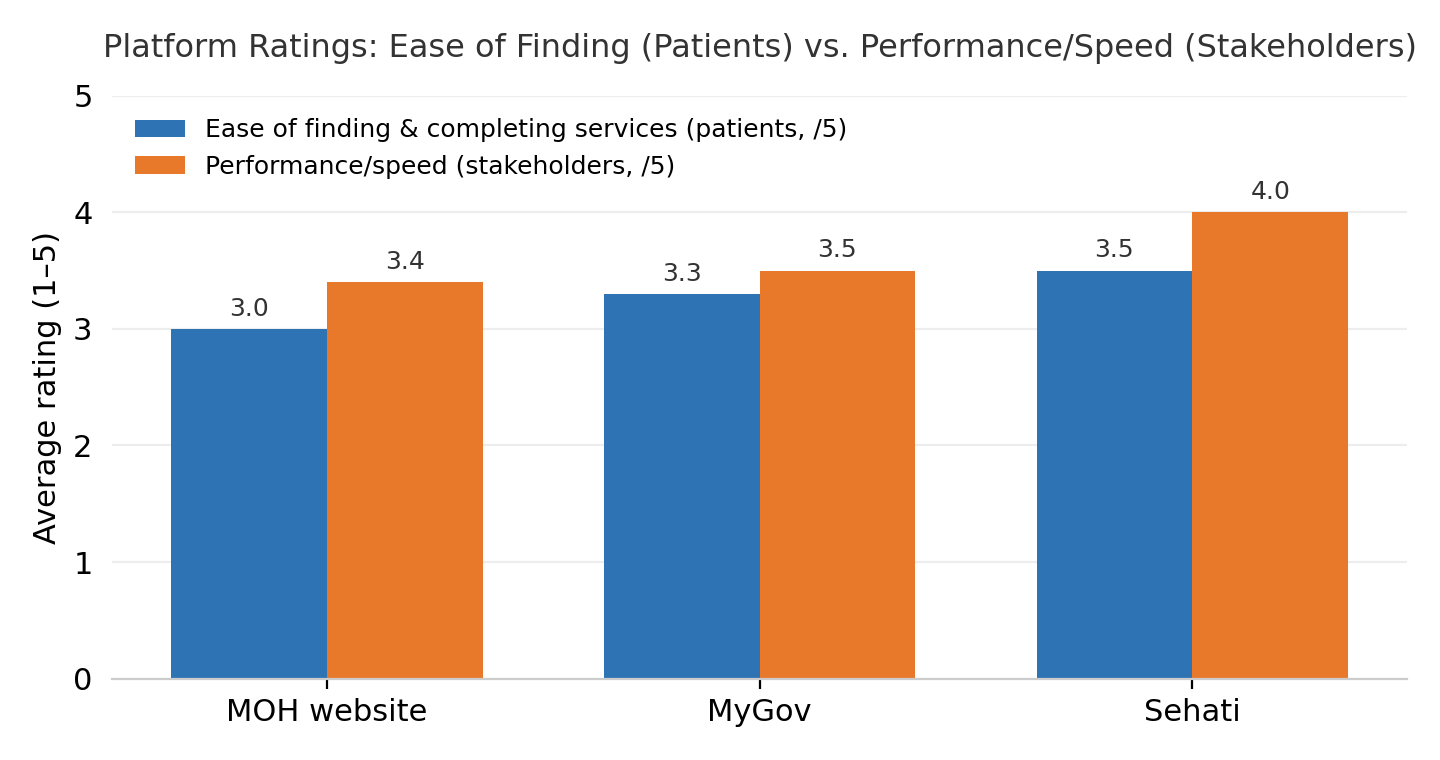 Platform Ratings: Ease of Finding (Patients) vs. Performance/Speed (Stakeholders)
Ease of finding & completing services (patients, /5)
Performance/speed (stakeholders, /5)
Average rating (1–5)
5
4
3
2
1
0
3.0
3.4
3.3
3.5
3.5
4.0
MOH website
MyGov
Sehati